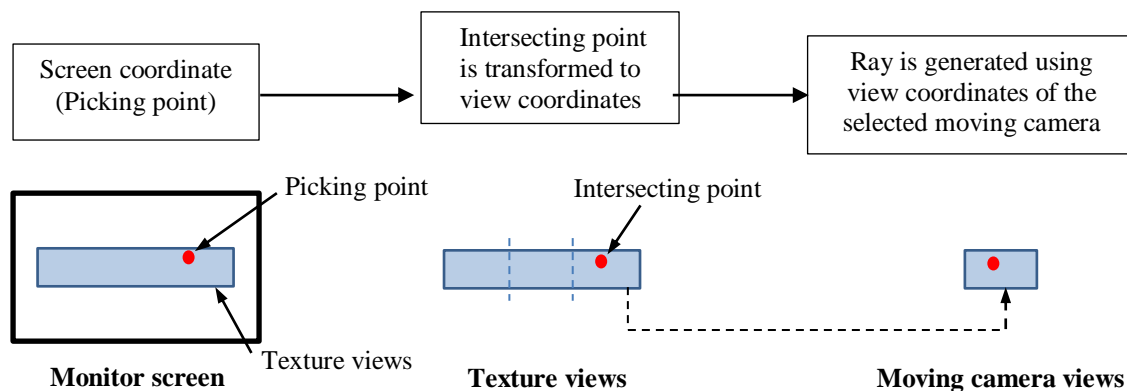 Screen coordinate
(Picking point)
Intersecting point
is transformed to
view coordinates
Ray is generated using
view coordinates of the
selected moving camera
Picking point
Intersecting point
Texture views
Monitor screen
Texture views
Moving camera views